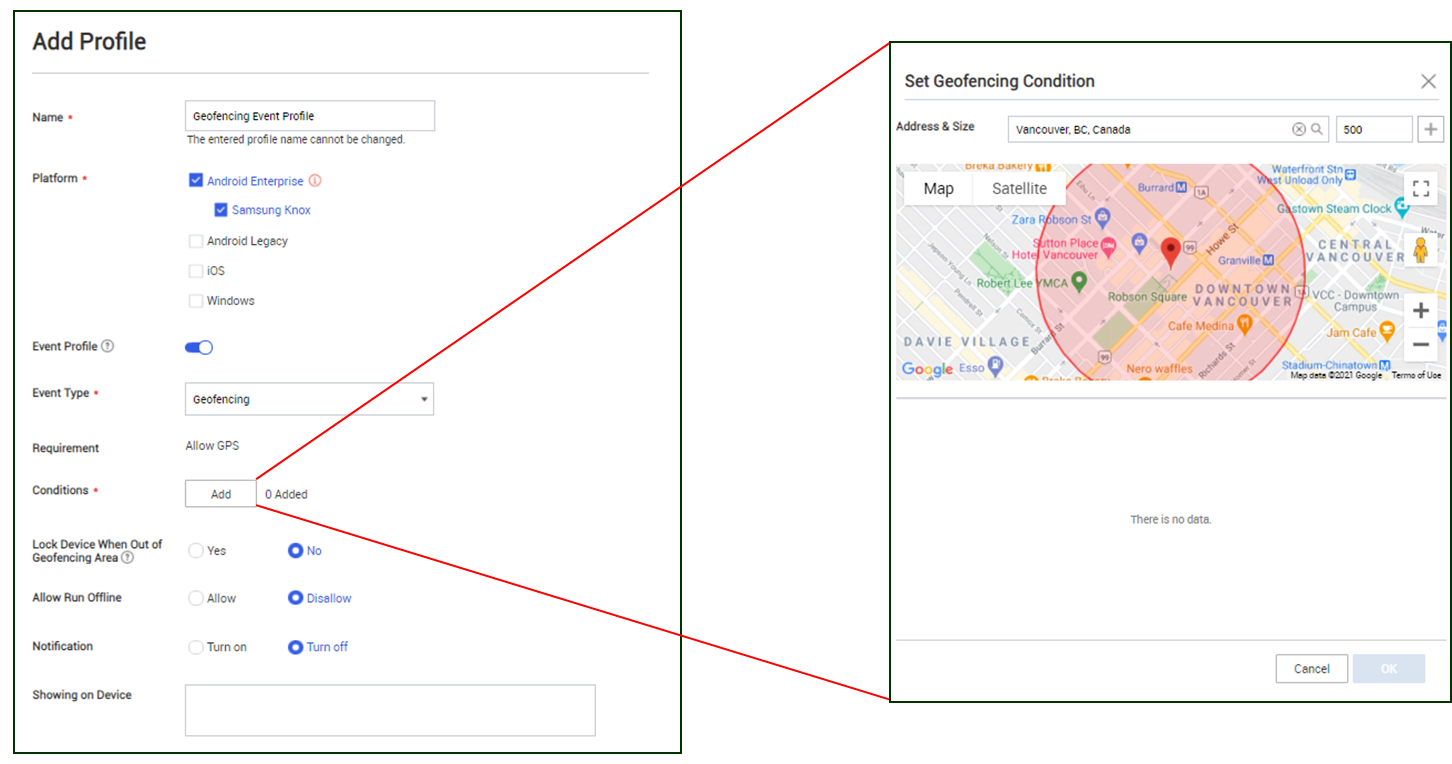 Add Profile
Name *
Geofencing Event Profile
The entered profile name cannot be changed.
Platform *
Android Enterprise
Samsung Knox
Android Legacy
iOS
Windows
Event Profile ?
Event Type *
Geofencing
Requirement
Allow GPS
Conditions *
Add
0 Added
Lock Device When Out of
Geofencing Area ?
Yes
No
Allow Run Offline
Allow
Disallow
Notification
Turn on
Turn off
Showing on Device
Set Geofencing Condition
Address & Size
Vancouver, BC, Canada
500
Breka Bakery
Waterfront Stn
West Unload Only
Map
Satellite
Burrard M
1A
Gastown Steam Clock
Zara Robson St
Howe St
Sutton Place
Hotel Vancouver
99
Granville M
CENTRAL
VANCOUVER
Robert Lee YMCA
Robson Square
DOWNTOWN
VANCOUVER
1A
VCC - Downtown
Campus
Cafe Medina
Jam Cafe
DAVIE VILLAGE
Burrard St
Richards St
99
Google
Esso
Nero waffles
Stadium-Chinatown M
Map data ©2021 Google
Terms of Use
There is no data.
Cancel
OK